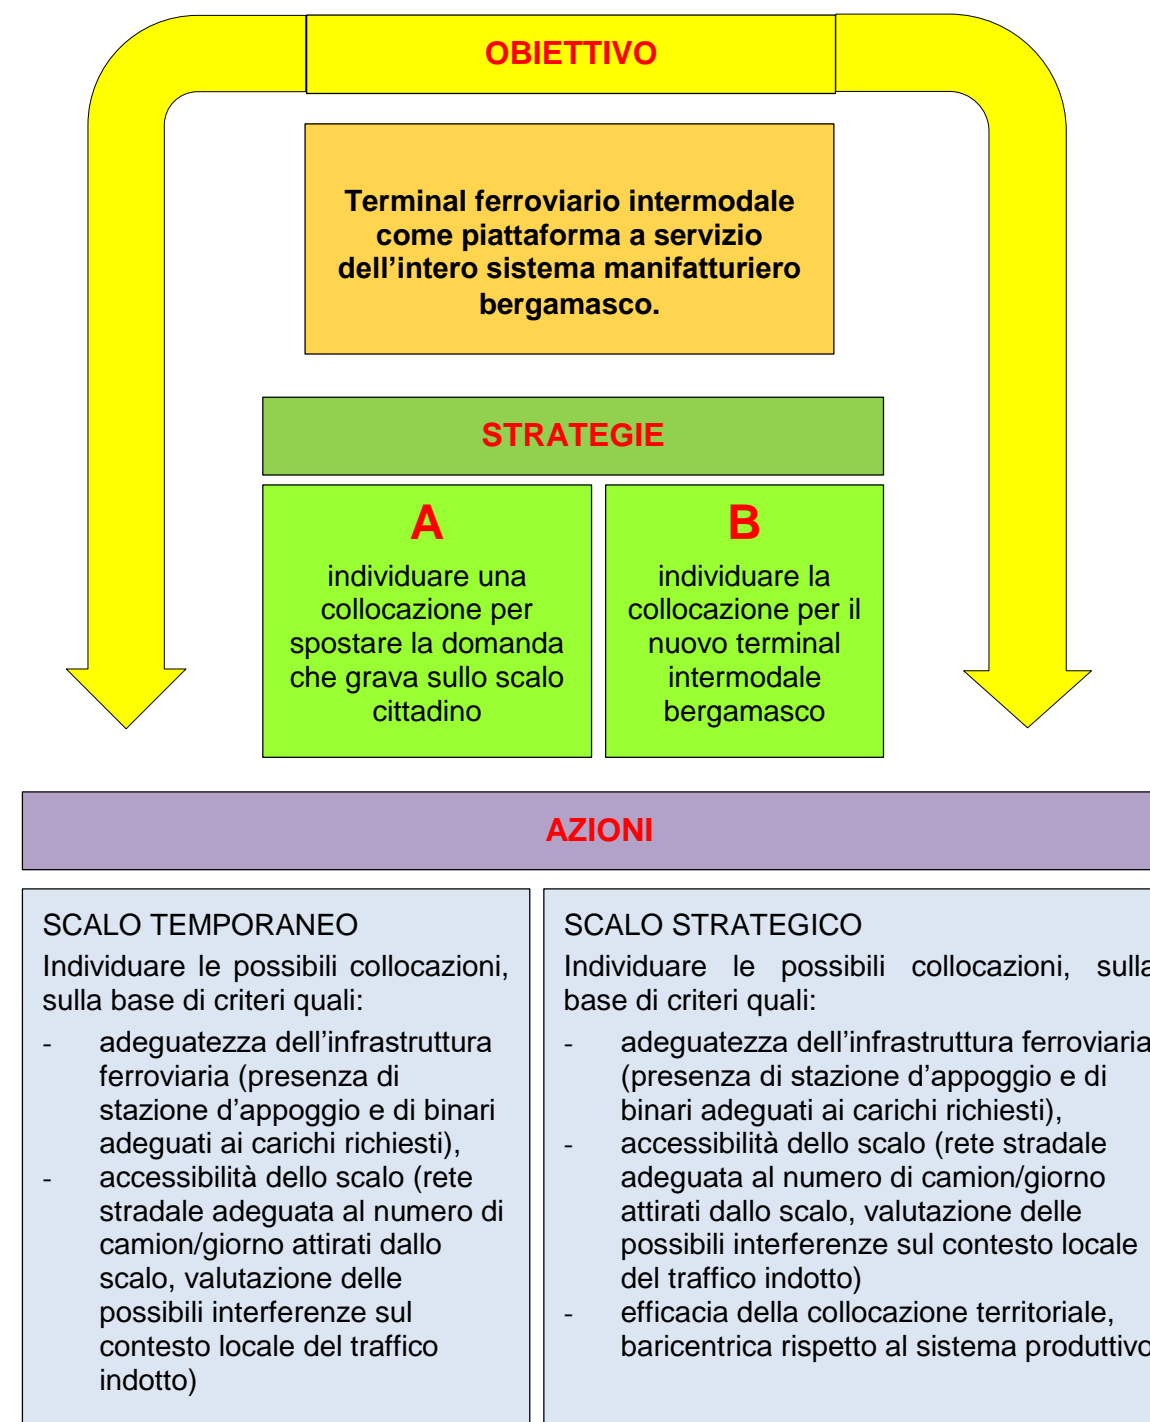 OBIETTIVO
Terminal ferroviario intermodale
come piattaforma a servizio
dell’intero sistema manifatturiero
bergamasco.
STRATEGIE
A
individuare una
collocazione per
spostare la domanda
che grava sullo scalo
cittadino
B
individuare la
collocazione per il
nuovo terminal
intermodale
bergamasco
AZIONI
SCALO TEMPORANEO
Individuare le possibili collocazioni,
sulla base di criteri quali:
- adeguatezza dell’infrastruttura
ferroviaria (presenza di
stazione d’appoggio e di binari
adeguati ai carichi richiesti),
- accessibilità dello scalo (rete
stradale adeguata al numero di
camion/giorno attirati dallo
scalo, valutazione delle
possibili interferenze sul
contesto locale del traffico
indotto)
SCALO STRATEGICO
Individuare le possibili collocazioni, sulla
base di criteri quali:
- adeguatezza dell’infrastruttura ferroviaria
(presenza di stazione d’appoggio e di
binari adeguati ai carichi richiesti),
- accessibilità dello scalo (rete stradale
adeguata al numero di camion/giorno
attirati dallo scalo, valutazione delle
possibili interferenze sul contesto locale
del traffico indotto)
- efficacia della collocazione territoriale,
baricentrica rispetto al sistema produttivo